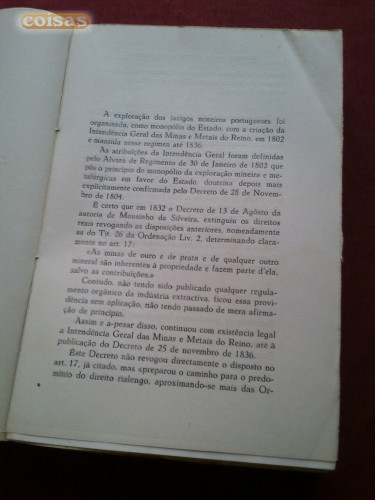 coisas
A exploração dos jazigos mineiros portugueses foi
organizada, como monopólio do Estado, com a criação da
Intendência Geral das Minas e Metais do Reino, em 1802
e mantida nesse regimen até 1836.
As atribuïções da Intendência Geral foram definidas
pelo Alvará de Regimento de 30 de Janeiro de 1802 que
pôs o princípio do monopólio da exploração mineira e me-
talúrgicas em favor do Estado, doutrina depois mais
explicitamente confirmada pelo Decreto de 28 de Novem-
bro de 1804.
É certo que em 1832 o Decreto de 13 de Agôsto da
autoria de Mousinho da Silveira, extinguiu os direitos
reais revogando as disposições anteriores, nomeadamente
as do Tit. 26 da Ordenação Liv. 2, determinando clara-
mente no art. 17:
«As minas de ouro e de prata e de qualquer outro
mineral são inherentes à propriedade e fazem parte d'ela,
salvo as contribuïções.»
Contudo, não tendo sido publicado qualquer regula-
mento orgânico da indústria extractiva, ficou essa provi-
dência sem aplicação, não tendo passado de mera afirma-
ção de princípio.
Assim e a-pesar disso, continuou com existência legal
a Intendência Geral das Minas e Metais do Reino, até à
publicação do Decreto de 25 de novembro de 1836.
Êste Decreto não revogou directamente o disposto no
art. 17, já citado, mas «preparou o caminho para o predo-
mínio do direito rialengo, aproximando-se mais das Or-